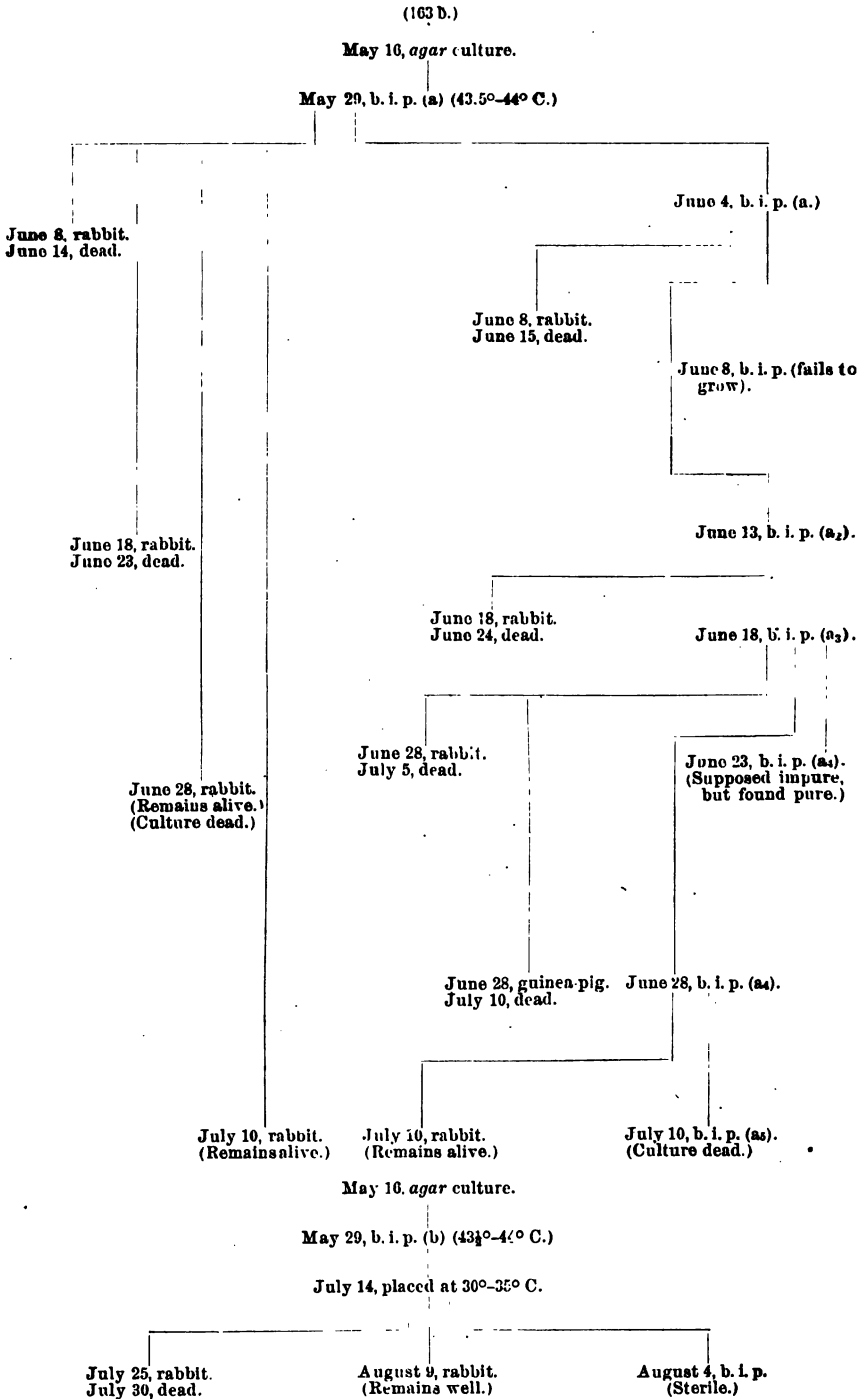 (163 b.)
May 16, agar culture.
May 29, b. i. p. (a) (43.5°–44° C.)
June 4, b. i. p. (a.)
June 8, rabbit.
June 14, dead.
June 8, rabbit.
June 15, dead.
June 8, b. i. p. (fails to
grow).
June 13, b. i. p. (a₂).
June 18, rabbit.
June 23, dead.
June 18, rabbit.
June 24, dead.
June 18, b. i. p. (a₃).
June 28, rabbit.
July 5, dead.
June 23, b. i. p. (a₄).
(Supposed impure,
but found pure.)
June 28, rabbit.
(Remains alive.)
(Culture dead.)
June 28, guinea-pig.
July 10, dead.
June 28, b. i. p. (a₄).
July 10, rabbit.
(Remains alive.)
July 10, rabbit.
(Remains alive.)
July 10, b. i. p. (a₅).
(Culture dead.)
May 16, agar culture.
May 29, b. i. p. (b) (43½°–44° C.)
July 14, placed at 30°–35° C.
July 25, rabbit.
July 30, dead.
August 9, rabbit.
(Remains well.)
August 4, b. i. p.
(Sterile.)